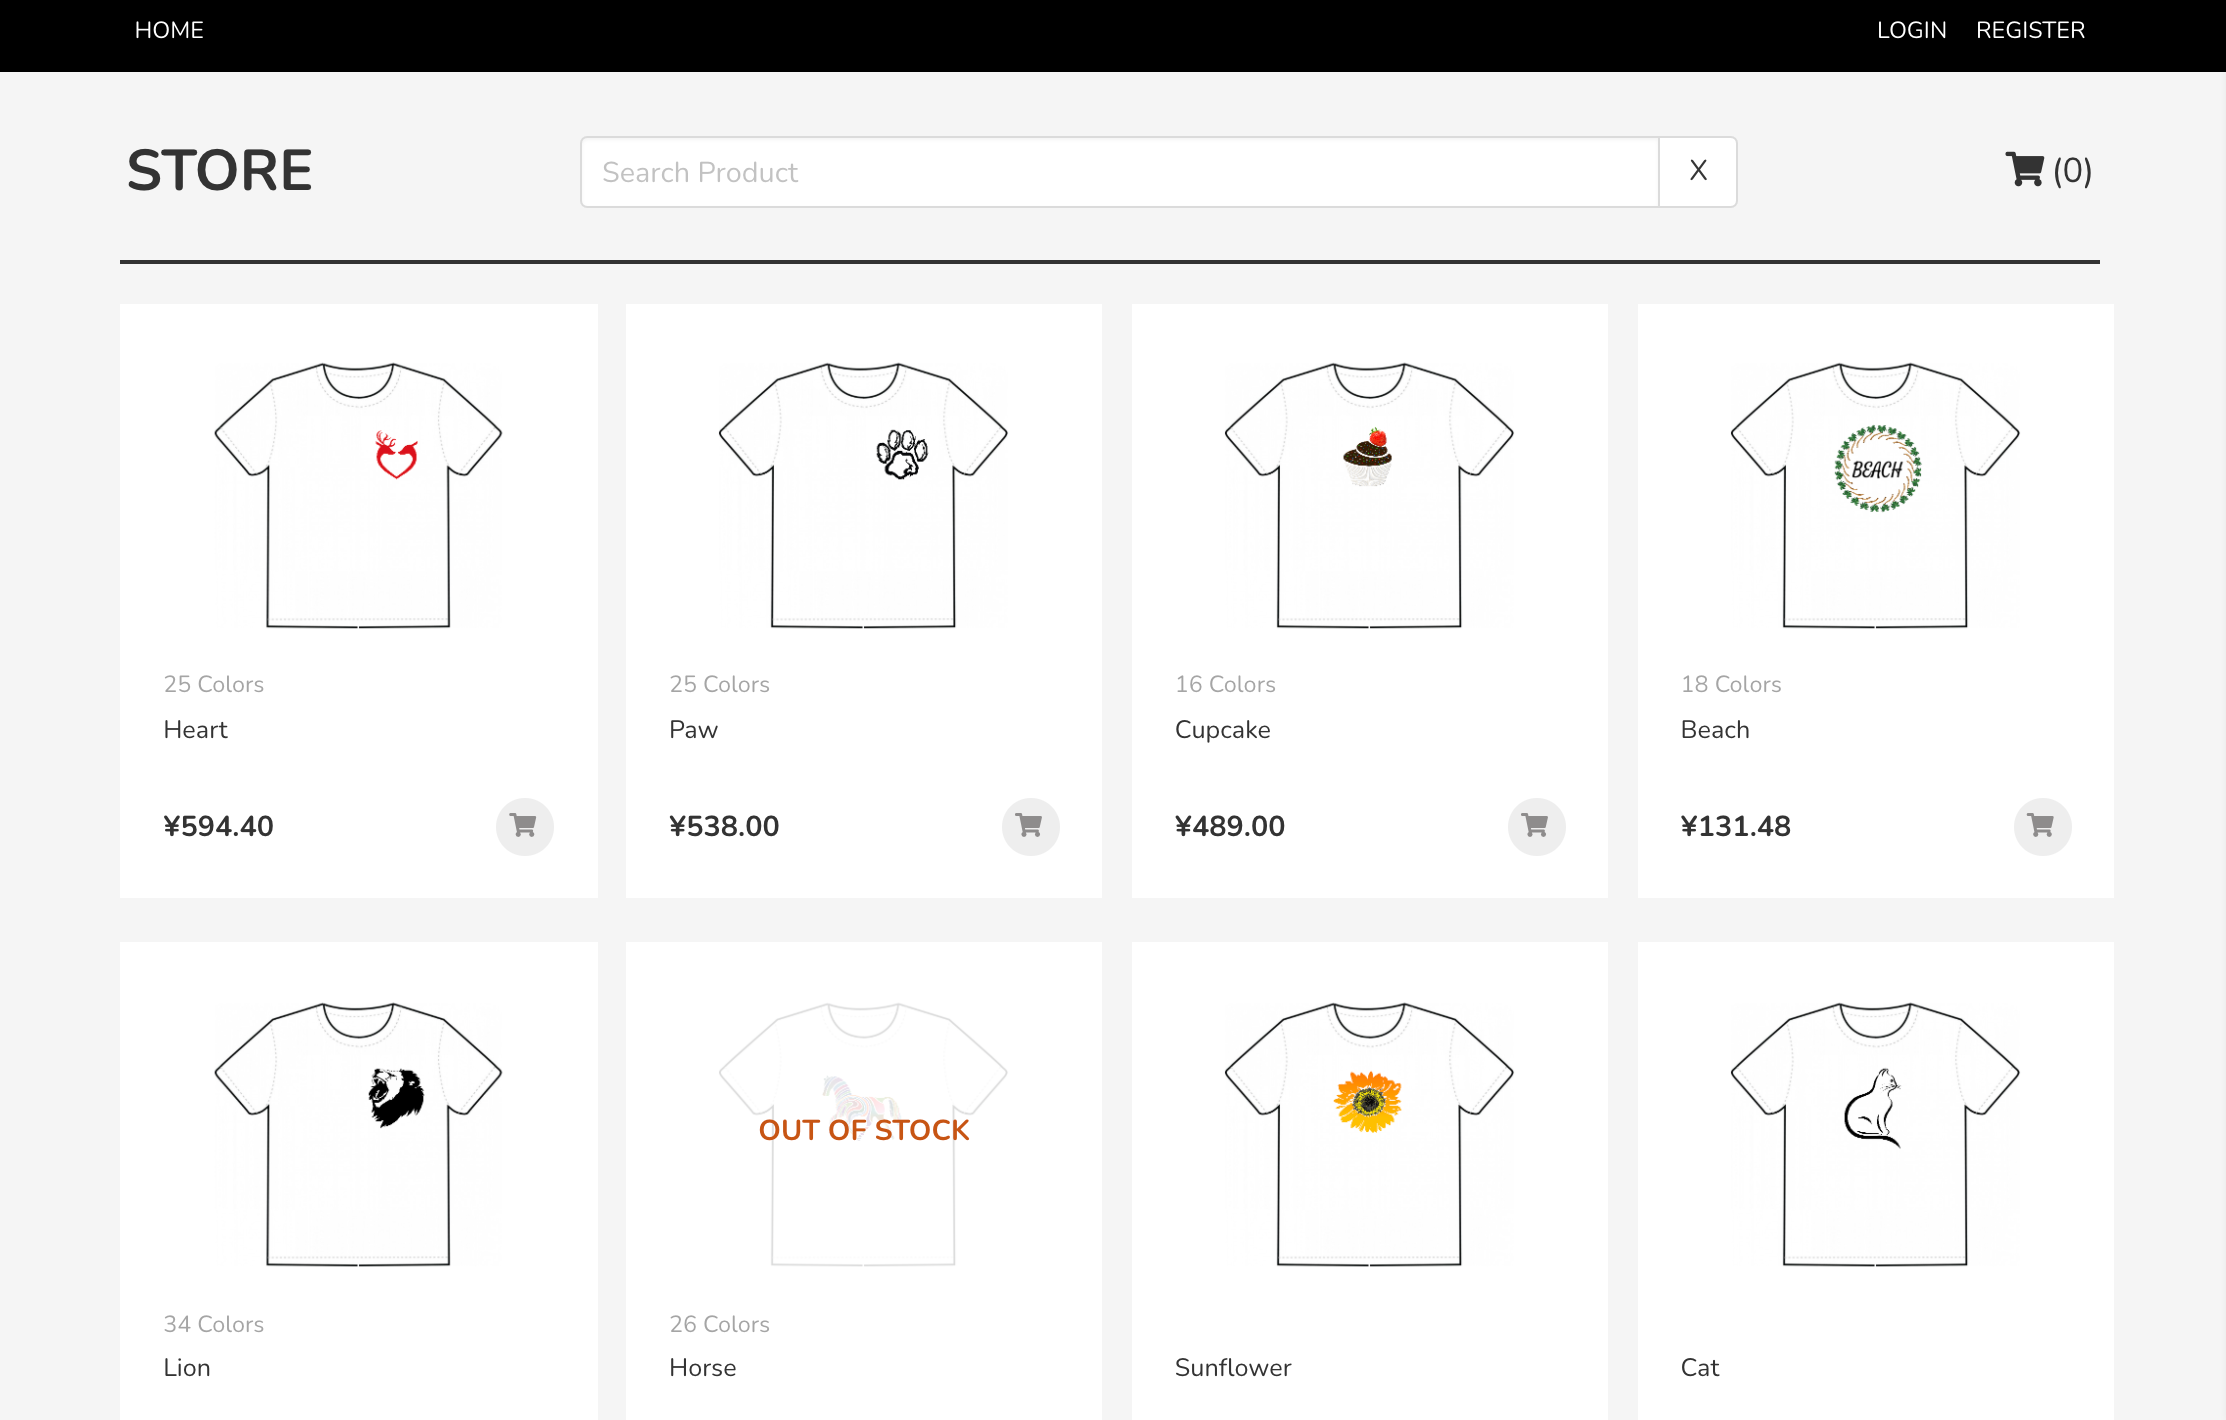 HOME
LOGIN REGISTER
STORE
Search Product
X
(0)
BEACH
25 Colors
Heart
¥594.40
25 Colors
Paw
¥538.00
16 Colors
Cupcake
¥489.00
18 Colors
Beach
¥131.48
OUT OF STOCK
34 Colors
Lion
26 Colors
Horse
Sunflower
Cat